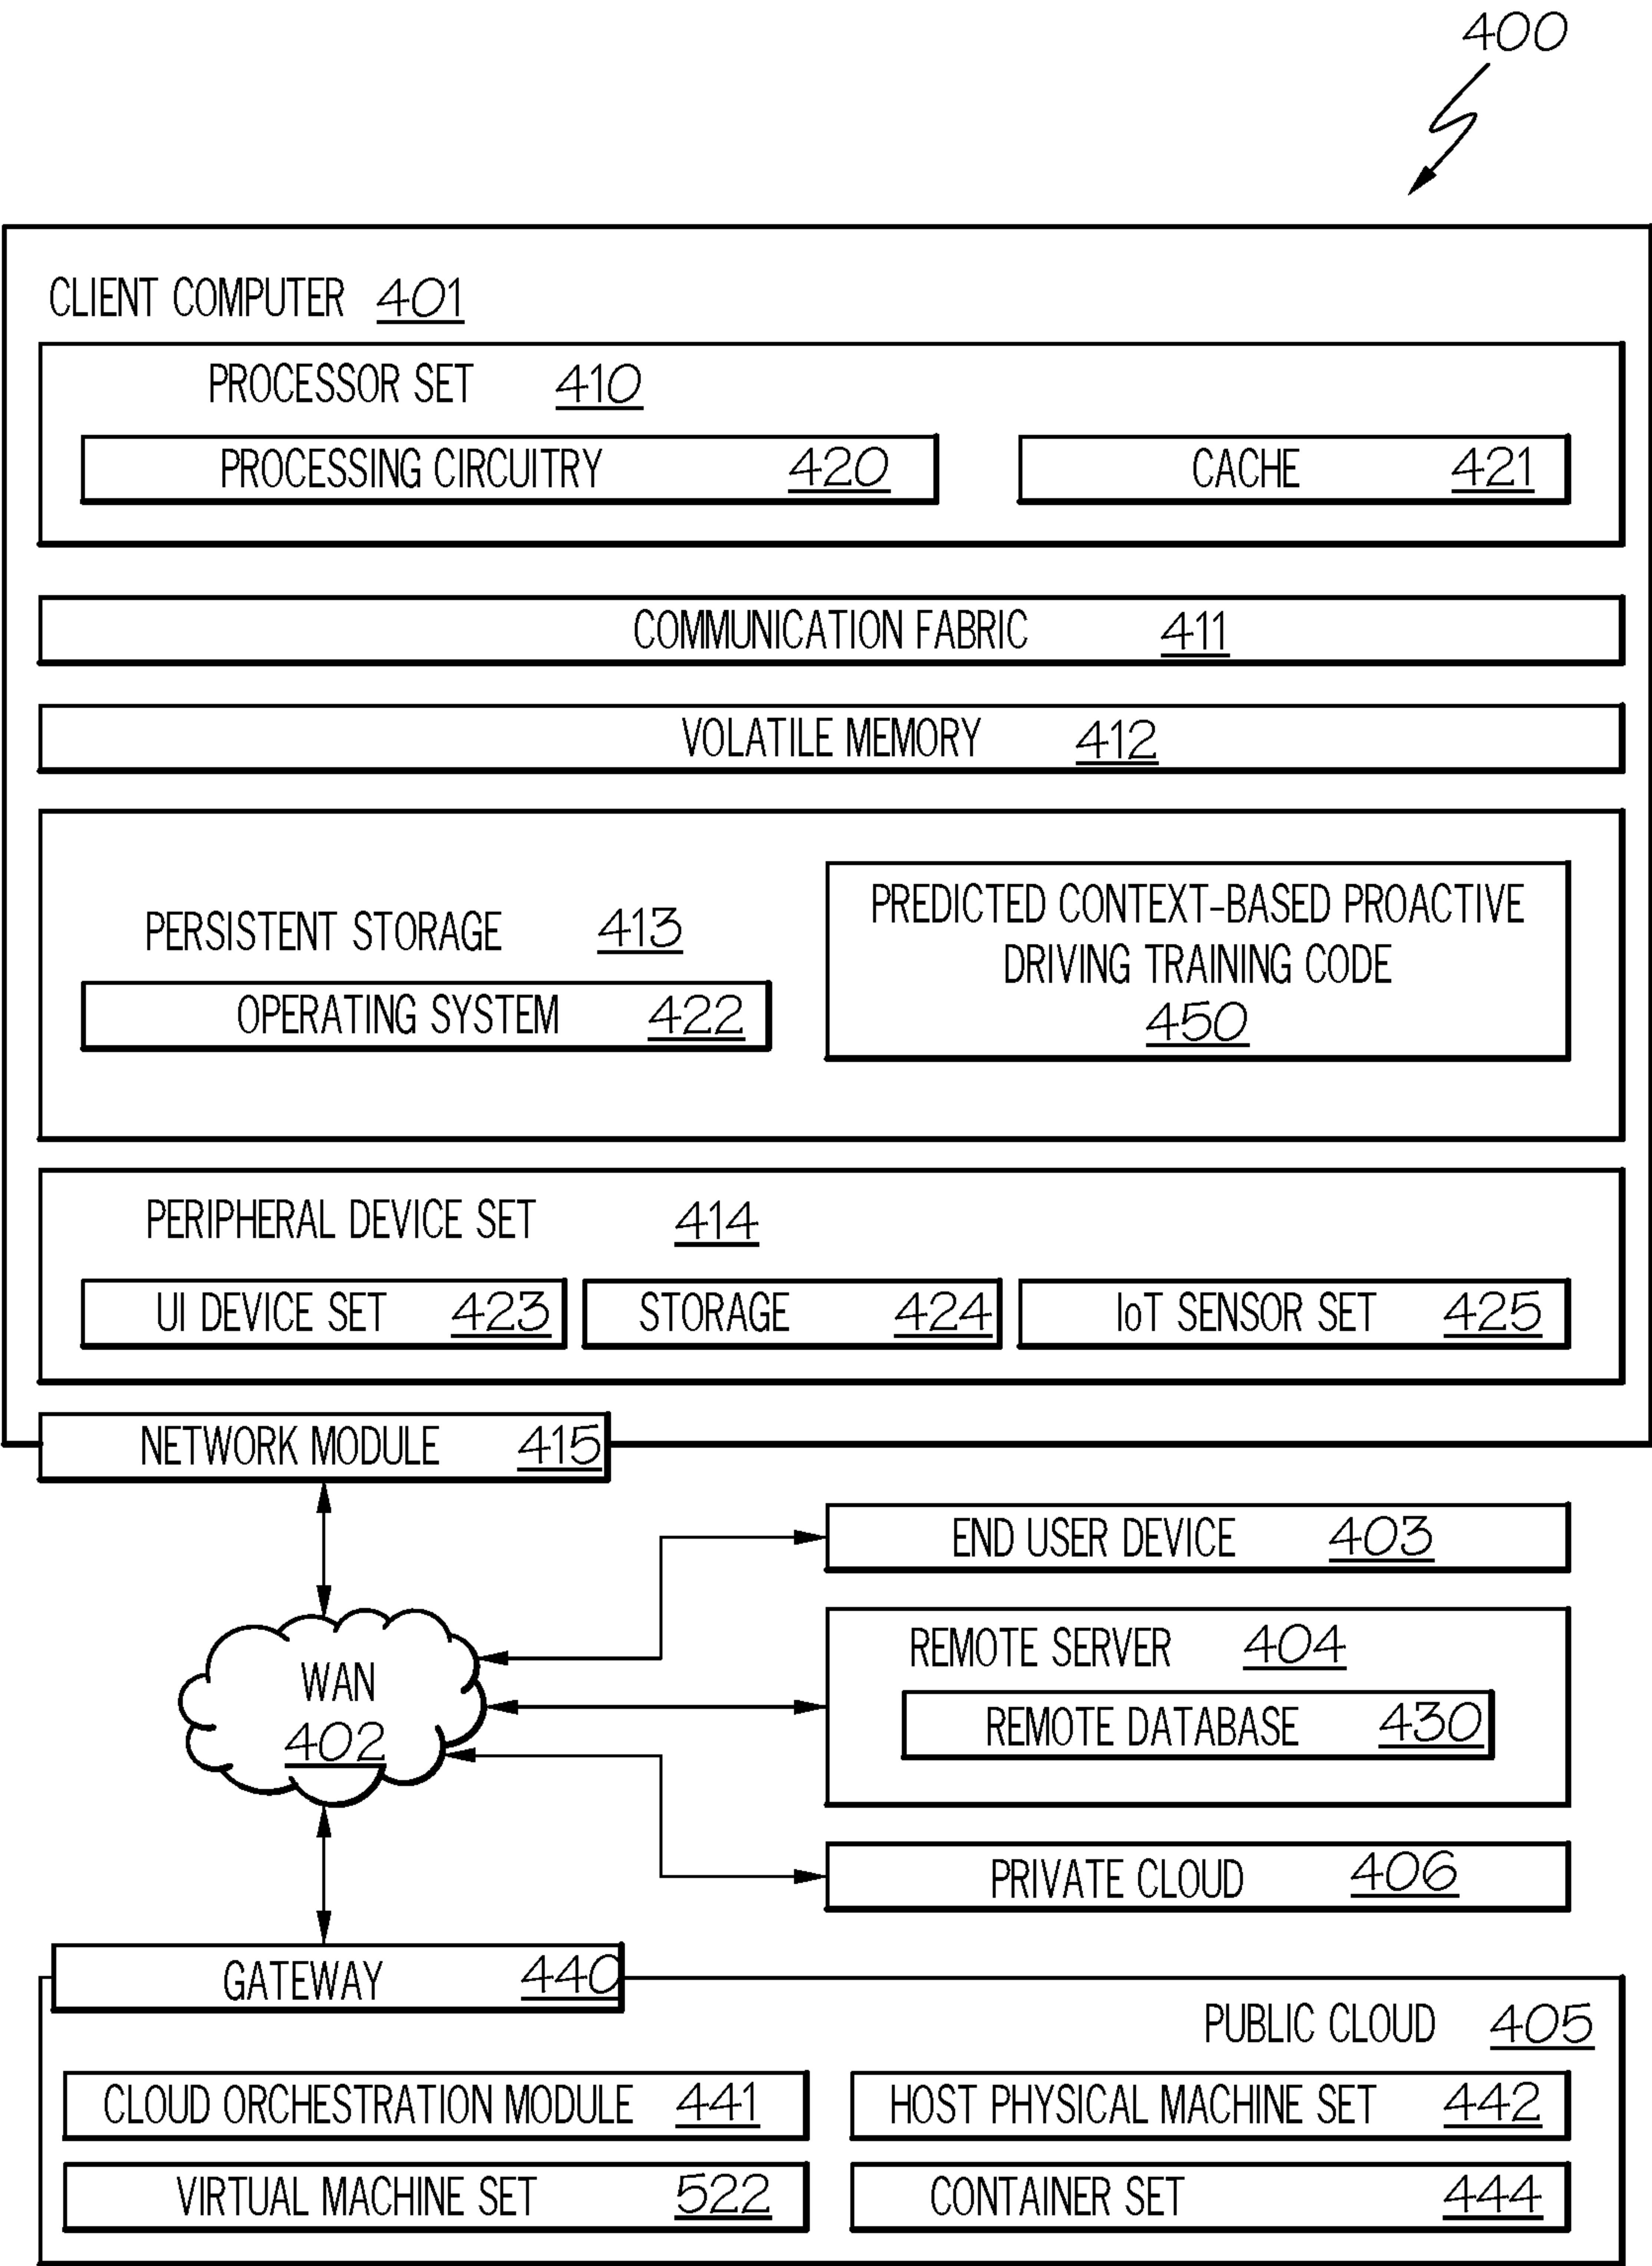 400
CLIENT COMPUTER 401
PROCESSOR SET 410
PROCESSING CIRCUITRY 420
CACHE 421
COMMUNICATION FABRIC 411
VOLATILE MEMORY 412
PERSISTENT STORAGE 413
OPERATING SYSTEM 422
PREDICTED CONTEXT-BASED PROACTIVE
DRIVING TRAINING CODE
450
PERIPHERAL DEVICE SET 414
UI DEVICE SET 423
STORAGE 424
IoT SENSOR SET 425
NETWORK MODULE 415
END USER DEVICE 403
WAN
402
REMOTE SERVER 404
REMOTE DATABASE 430
PRIVATE CLOUD 406
GATEWAY 440
PUBLIC CLOUD 405
CLOUD ORCHESTRATION MODULE 441
HOST PHYSICAL MACHINE SET 442
VIRTUAL MACHINE SET 522
CONTAINER SET 444